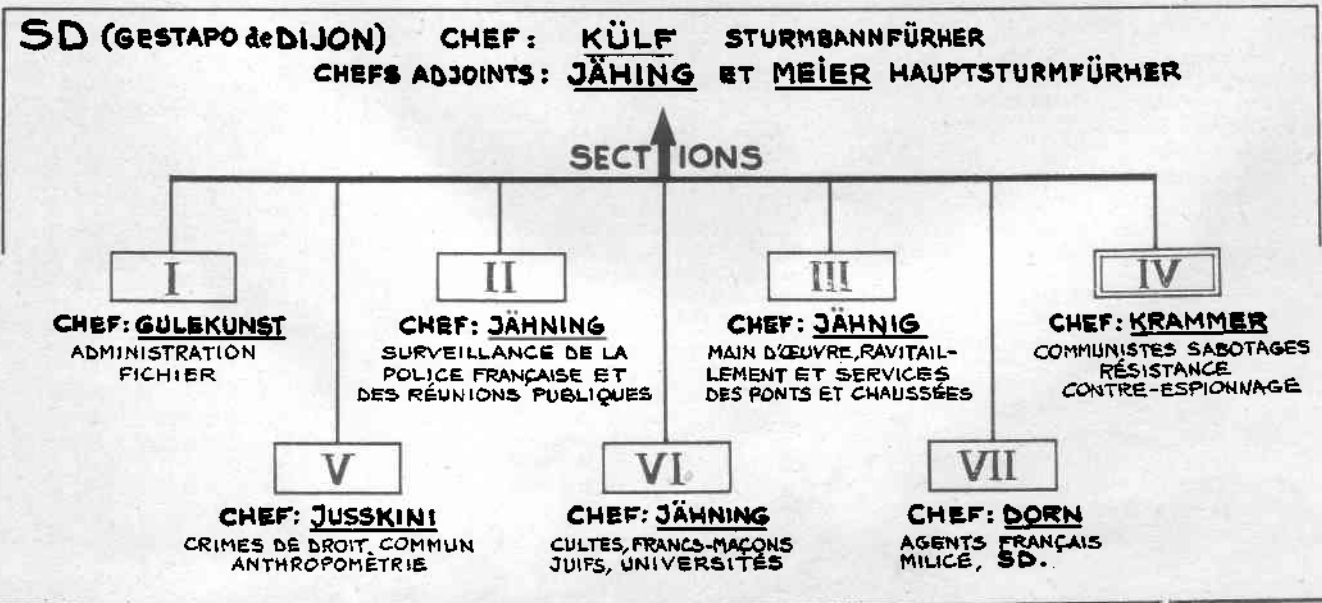 SD (GESTAPO de DIJON) CHEF: KÜLF STURMBANNFÜRHER
CHEFS ADJOINTS: JÄHING ET MEIER HAUPTSTURMFÜRHER
SECTIONS
I
CHEF: GULEKUNST
ADMINISTRATION
FICHIER
II
CHEF: JÄHNING
SURVEILLANCE DE LA
POLICE FRANÇAISE ET
DES RÉUNIONS PUBLIQUES
III
CHEF: JÄHNIG
MAIN D'ŒUVRE, RAVITAIL-
LEMENT ET SERVICES
DES PONTS ET CHAUSSÉES
IV
CHEF: KRAMMER
COMMUNISTES SABOTAGES
RÉSISTANCE
CONTRE-ESPIONNAGE
V
CHEF: JUSSKINI
CRIMES DE DROIT COMMUN
ANTHROPOMÉTRIE
VI
CHEF: JÄHNING
CULTES, FRANCS-MAÇONS
JUIFS, UNIVERSITÉS
VII
CHEF: DORN
AGENTS FRANÇAIS
MILICE, SD.